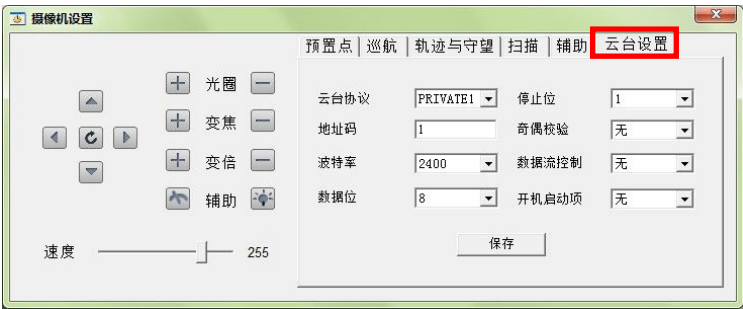 摄像机设置
预置点 巡航 轨迹与守望 扫描 辅助 云台设置
光圈
变焦
变倍
辅助
速度 255
云台协议 PRIVATE1 停止位 1
地址码 1 奇偶校验 无
波特率 2400 数据流控制 无
数据位 8 开机启动项 无
保存